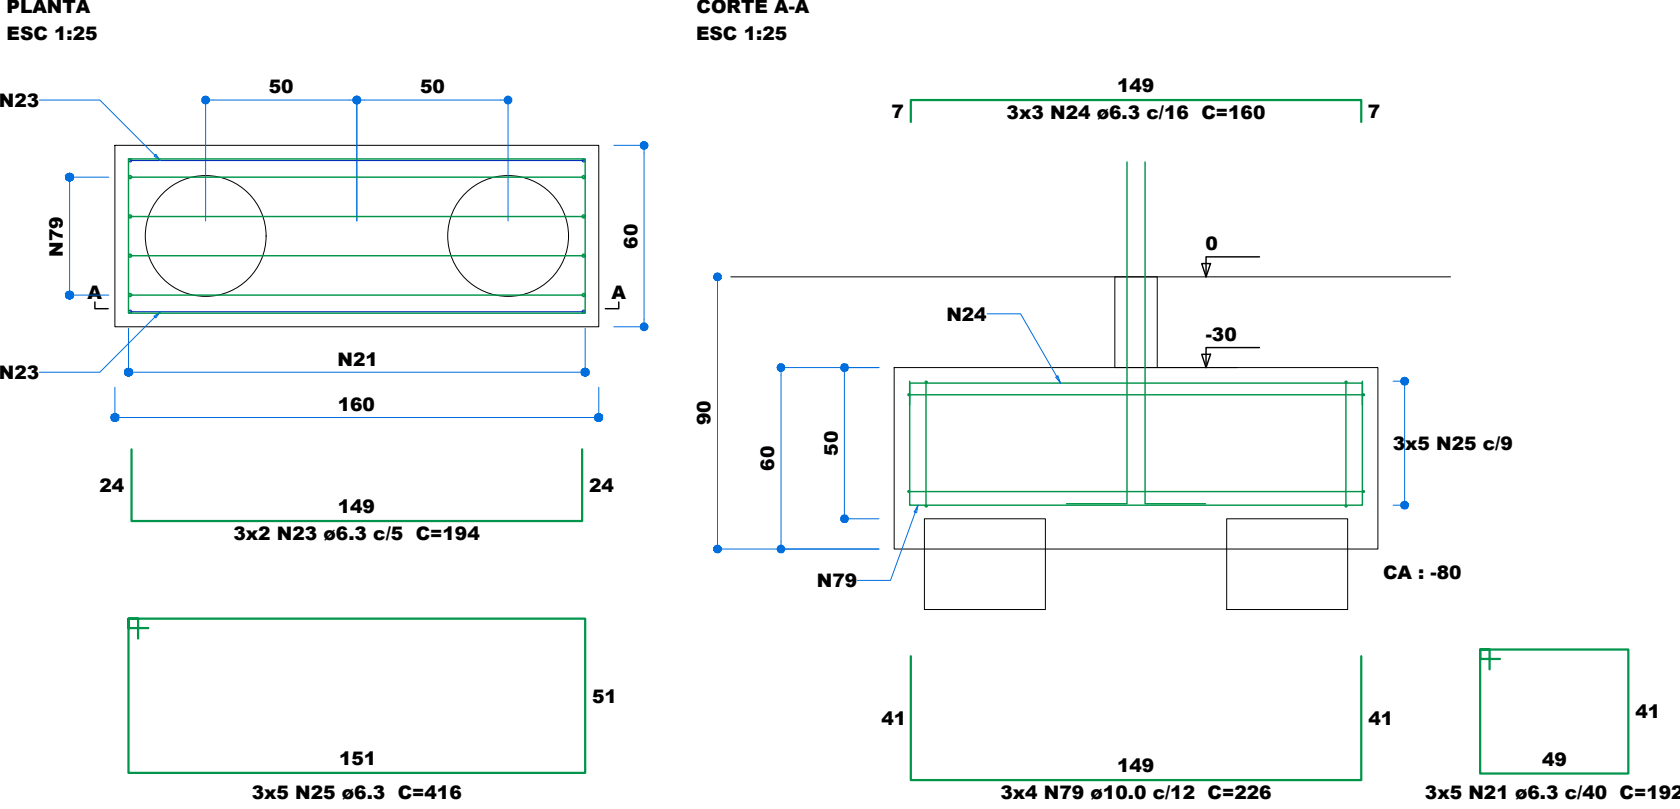 PLANTA
ESC 1:25
50
50
N23
N79
60
A
A
N23
N21
160
24
24
149
3x2 N23 ø6.3 c/5 C=194
51
151
3x5 N25 ø6.3 C=416
CORTE A-A
ESC 1:25
149
7
7
3x3 N24 ø6.3 c/16 C=160
0
N24
-30
90
60
50
3x5 N25 c/9
N79
CA : -80
41
41
149
3x4 N79 ø10.0 c/12 C=226
41
49
3x5 N21 ø6.3 c/40 C=192